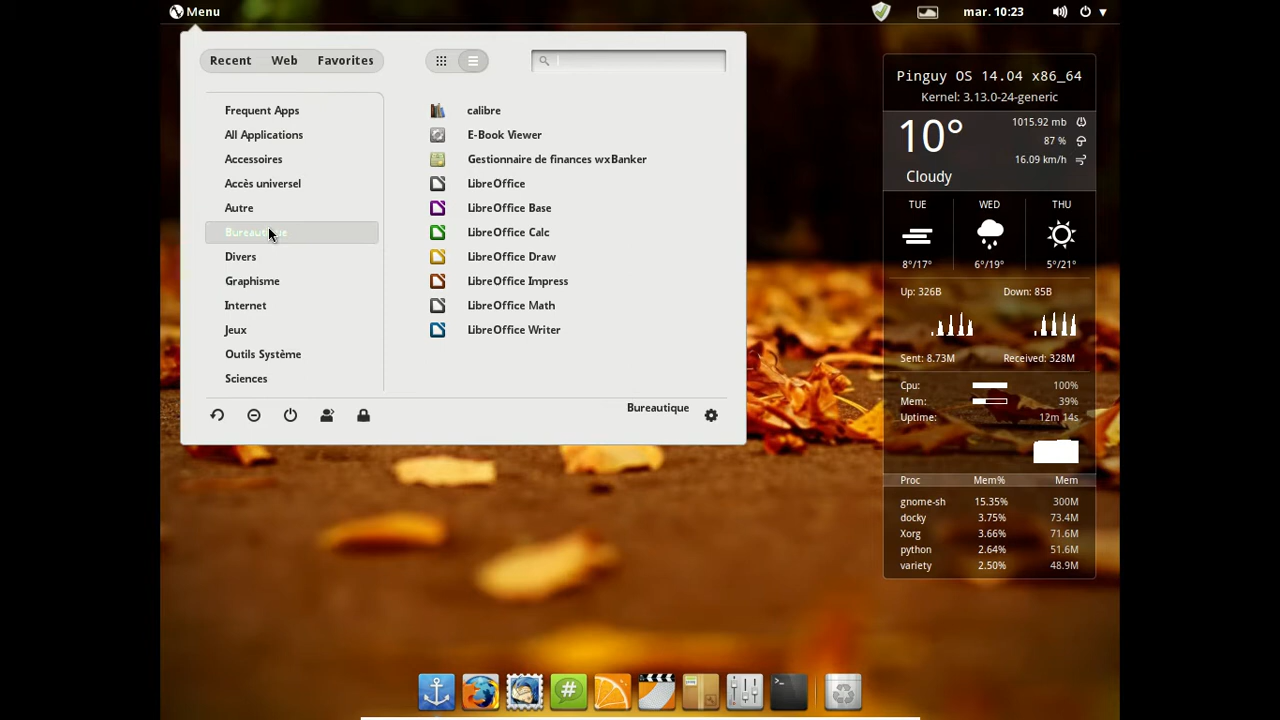 Menu
mar. 10:23
Recent Web Favorites
Frequent Apps
All Applications
Accessoires
Accès universel
Autre
Bureautique
Divers
Graphisme
Internet
Jeux
Outils Système
Sciences
calibre
E-Book Viewer
Gestionnaire de finances wxBanker
LibreOffice
LibreOffice Base
LibreOffice Calc
LibreOffice Draw
LibreOffice Impress
LibreOffice Math
LibreOffice Writer
Bureautique
Pinguy OS 14.04 x86_64
Kernel: 3.13.0-24-generic
10°
Cloudy
1015.92 mb
87 %
16.09 km/h
TUE WED THU
8°/17° 6°/19° 5°/21°
Up: 326B Down: 85B
Sent: 8.73M Received: 328M
Cpu: 100%
Mem: 39%
Uptime: 12m 14s
Proc Mem% Mem
gnome-sh 15.35% 300M
docky 3.75% 73.4M
Xorg 3.66% 71.6M
python 2.64% 51.6M
variety 2.50% 48.9M
#
>_